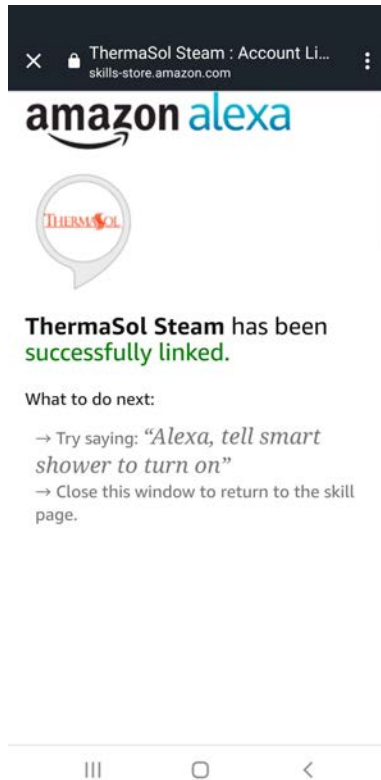 ThermaSol Steam : Account Li...
skills-store.amazon.com
amazon alexa
THERMASOL
ThermaSol Steam has been
successfully linked.
What to do next:
→ Try saying: “Alexa, tell smart
shower to turn on”
→ Close this window to return to the skill
page.